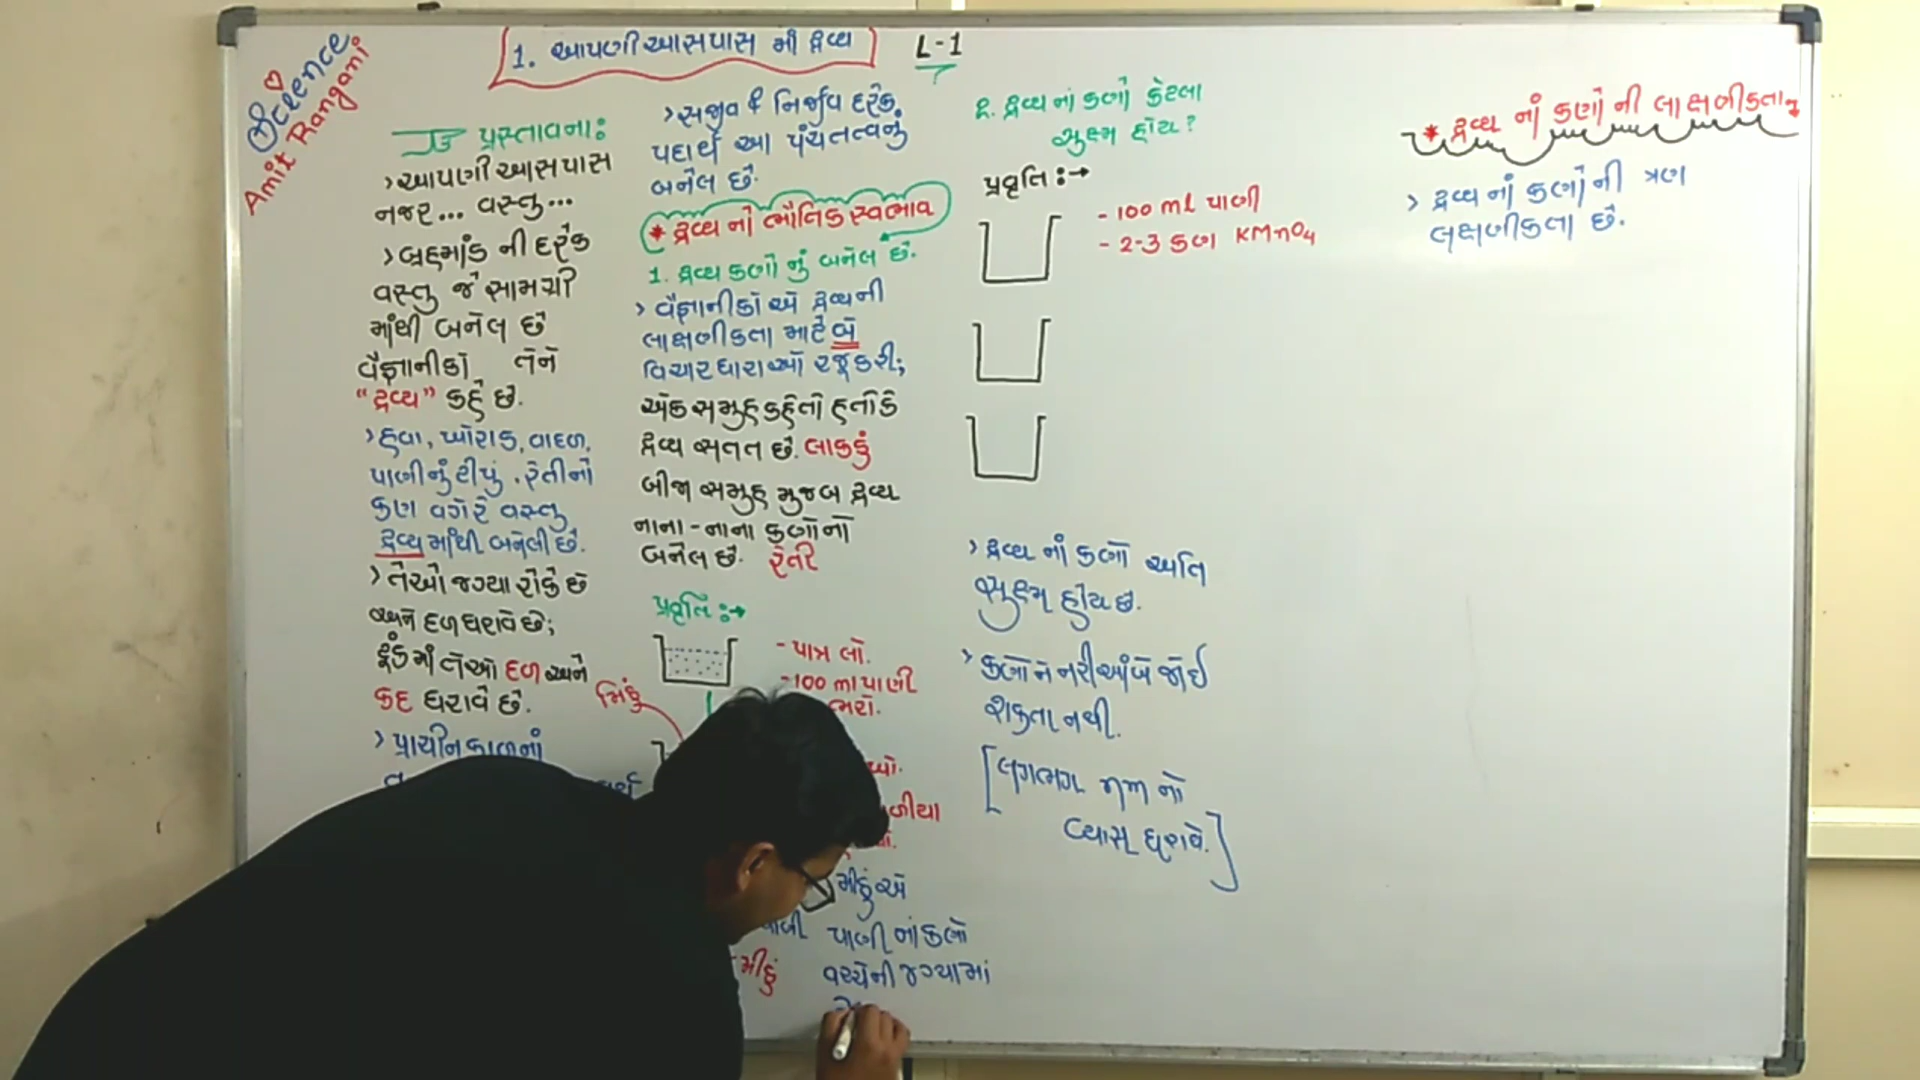 Science
Amit Rangani
1. આપણી આસપાસ માં દ્રવ્ય
L-1
પ્રસ્તાવના:
> આપણી આસપાસ
નજર... વસ્તુ...
> બ્રહ્માંડ ની દરેક
વસ્તુ જે સામગ્રી
માંથી બનેલ છે
વૈજ્ઞાનીકો તેને
"દ્રવ્ય" કહે છે.
> હવા, ખોરાક, વાદળ,
પાણીનું ટીપું, રેતીનો
કણ વગેરે વસ્તુ
દ્રવ્ય માંથી બનેલી છે.
> તેઓ જગ્યા રોકે છે
અને દળ ધરાવે છે;
ટૂંક માં તેઓ દળ અને
કદ ધરાવે છે.
> પ્રાચીન કાળનાં
> સજીવ & નિર્જીવ દરેક
પદાર્થ આ પંચતત્વનું
બનેલ છે.
* દ્રવ્ય નો ભૌતિક સ્વભાવ
1. દ્રવ્ય કણો નું બનેલ છે.
> વૈજ્ઞાનીકો એ દ્રવ્યની
લાક્ષણીકતા માટે બે
વિચારધારાઓ રજૂ કરી;
એક સમુહ કહેતો હતો કે
દ્રવ્ય સતત છે. લાકડું
બીજા સમુહ મુજબ દ્રવ્ય
નાના-નાના કણોનો
બનેલ છે. રેતી
પ્રવૃતિ :→
- પાત્ર લો.
- 100 ml પાણી
ભરો.
મિઠું
મીઠું એ
પાણી નાં કણો
વચ્ચેની જગ્યામાં
મીઠું
2. દ્રવ્ય નાં કણો કેટલા
સુક્ષ્મ હોય?
પ્રવૃતિ :→
- 100 ml પાણી
- 2-3 કણ KMnO4
> દ્રવ્ય નાં કણો અતિ
સુક્ષ્મ હોય છે.
> કણો ને નરી આંખે જોઈ
શકતા નથી.
[લગભગ nm નો
વ્યાસ ધરાવે.]
* દ્રવ્ય નાં કણો ની લાક્ષણીકતા
> દ્રવ્ય નાં કણો ની ત્રણ
લક્ષણીકતા છે.